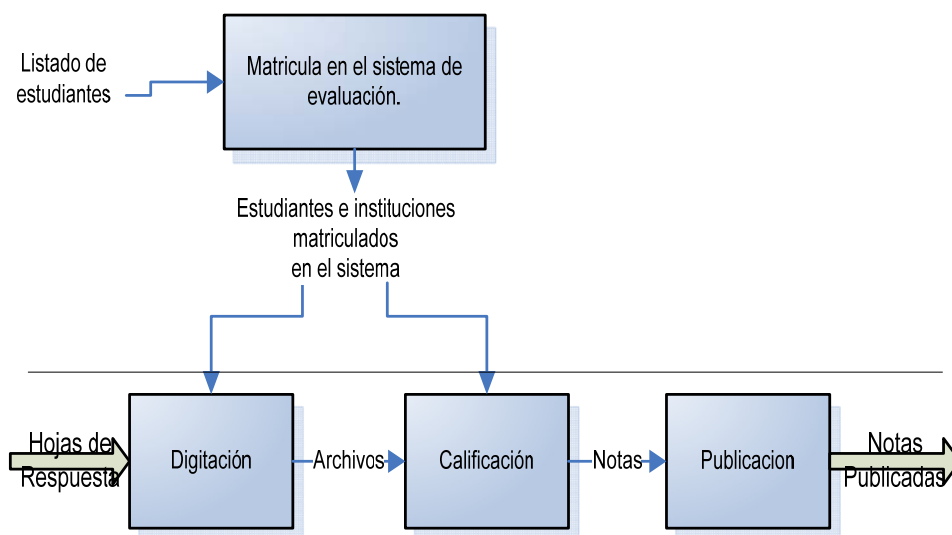 Listado de
estudiantes
Matricula en el sistema de
evaluación.
Estudiantes e instituciones
matriculados
en el sistema
Hojas de
Respuesta
Digitación
Archivos
Calificación
Notas
Publicacion
Notas
Publicadas